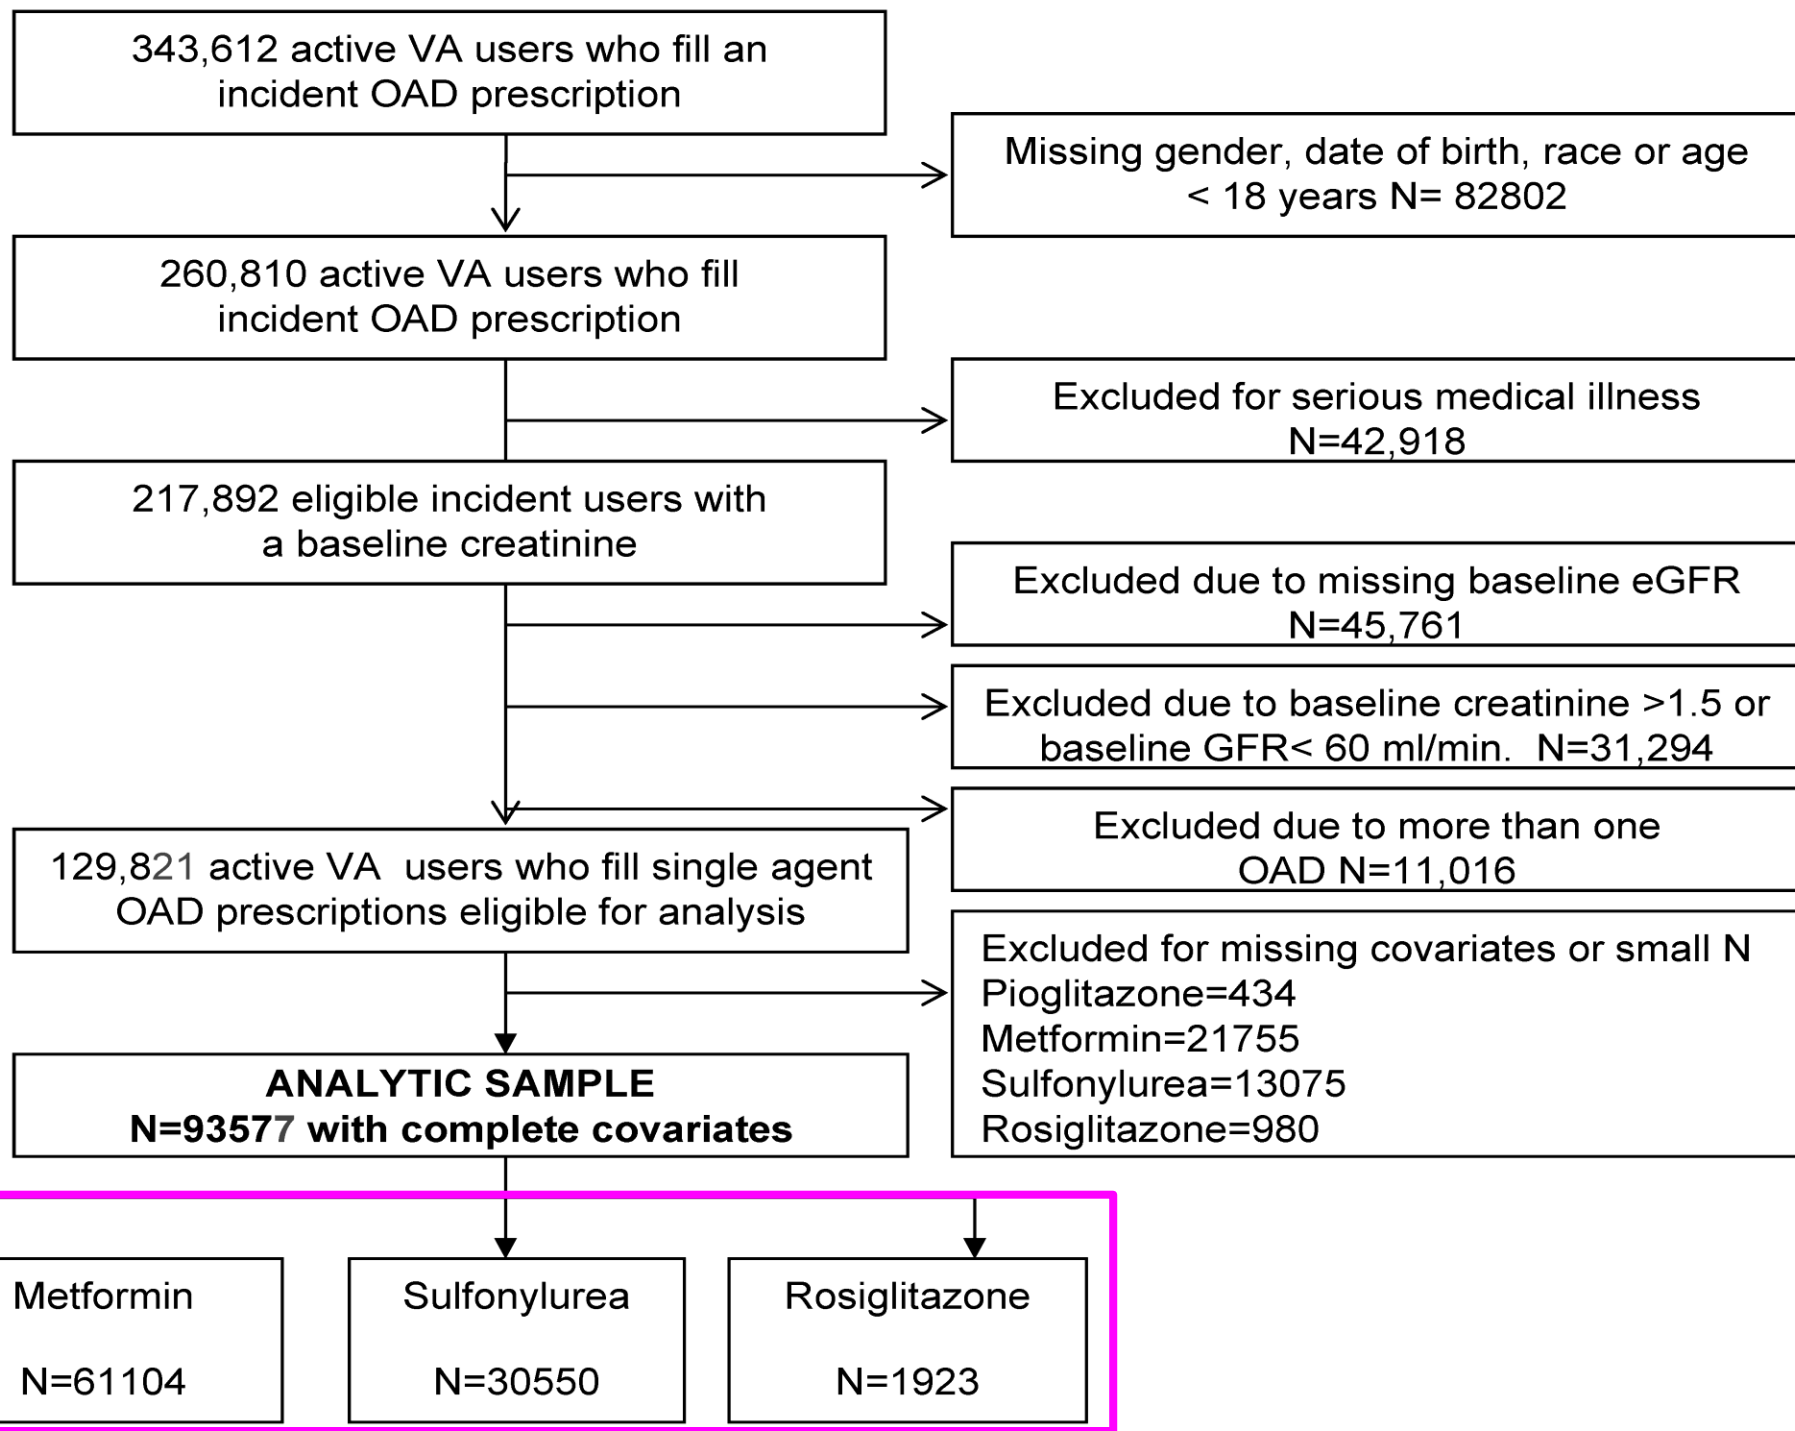 343,612 active VA users who fill an
incident OAD prescription
Missing gender, date of birth, race or age
< 18 years N= 82802
260,810 active VA users who fill
incident OAD prescription
Excluded for serious medical illness
N=42,918
217,892 eligible incident users with
a baseline creatinine
Excluded due to missing baseline eGFR
N=45,761
Excluded due to baseline creatinine >1.5 or
baseline GFR< 60 ml/min. N=31,294
Excluded due to more than one
OAD N=11,016
129,821 active VA users who fill single agent
OAD prescriptions eligible for analysis
Excluded for missing covariates or small N
Pioglitazone=434
Metformin=21755
Sulfonylurea=13075
Rosiglitazone=980
ANALYTIC SAMPLE
N=93577 with complete covariates
Metformin
N=61104
Sulfonylurea
N=30550
Rosiglitazone
N=1923